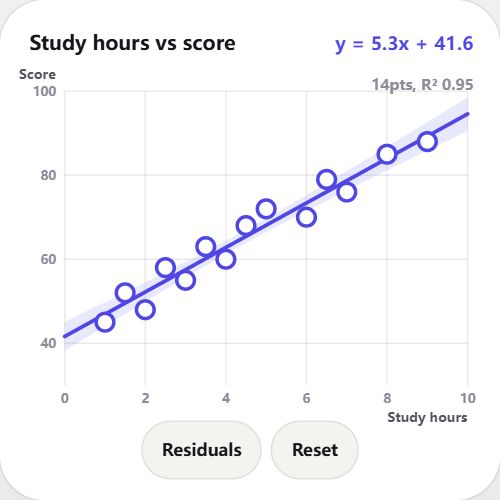 Study hours vs score
y = 5.3x + 41.6
Score
14pts, R² 0.95
100
80
60
40
0 2 4 6 8 10
Study hours
Residuals Reset